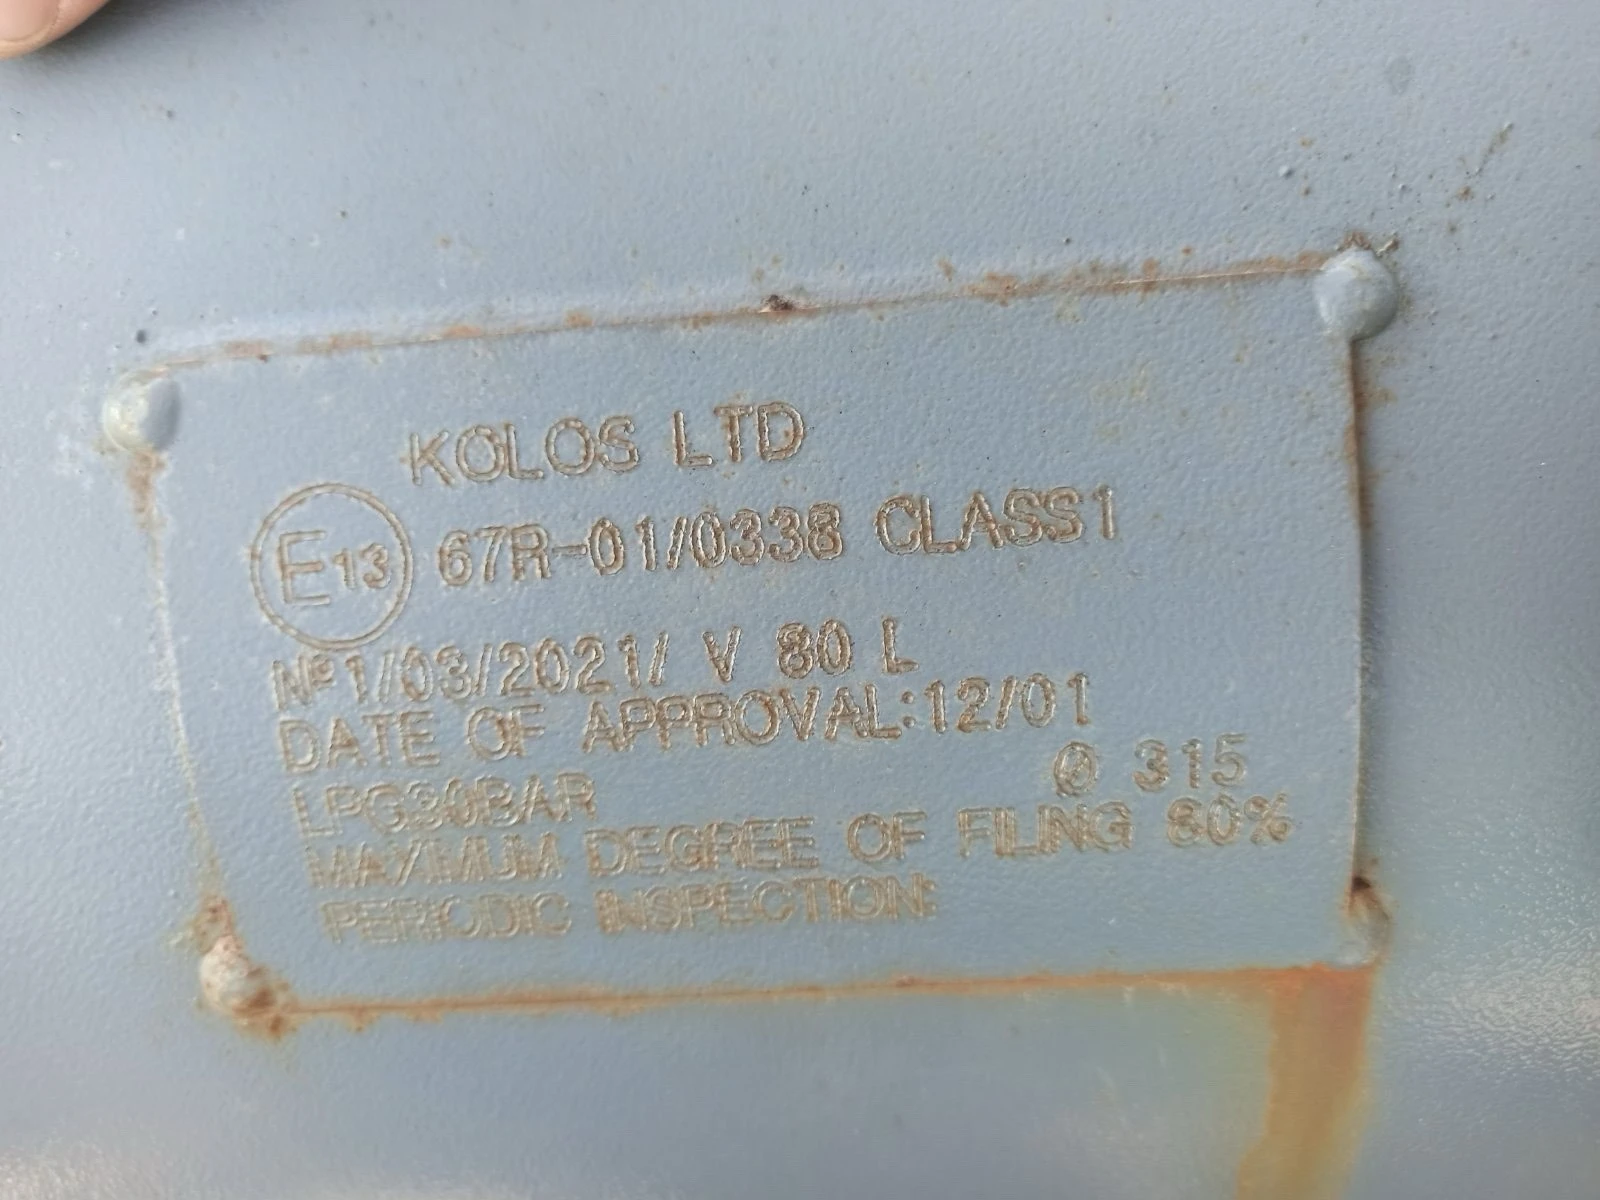 KOLOS LTD
E13 67R-01/0338 CLASS1
№1/03/2021/ V 80 L
DATE OF APPROVAL:12/01
LPG30BAR Ø 315
MAXIMUM DEGREE OF FILING 80%
PERIODIC INSPECTION: